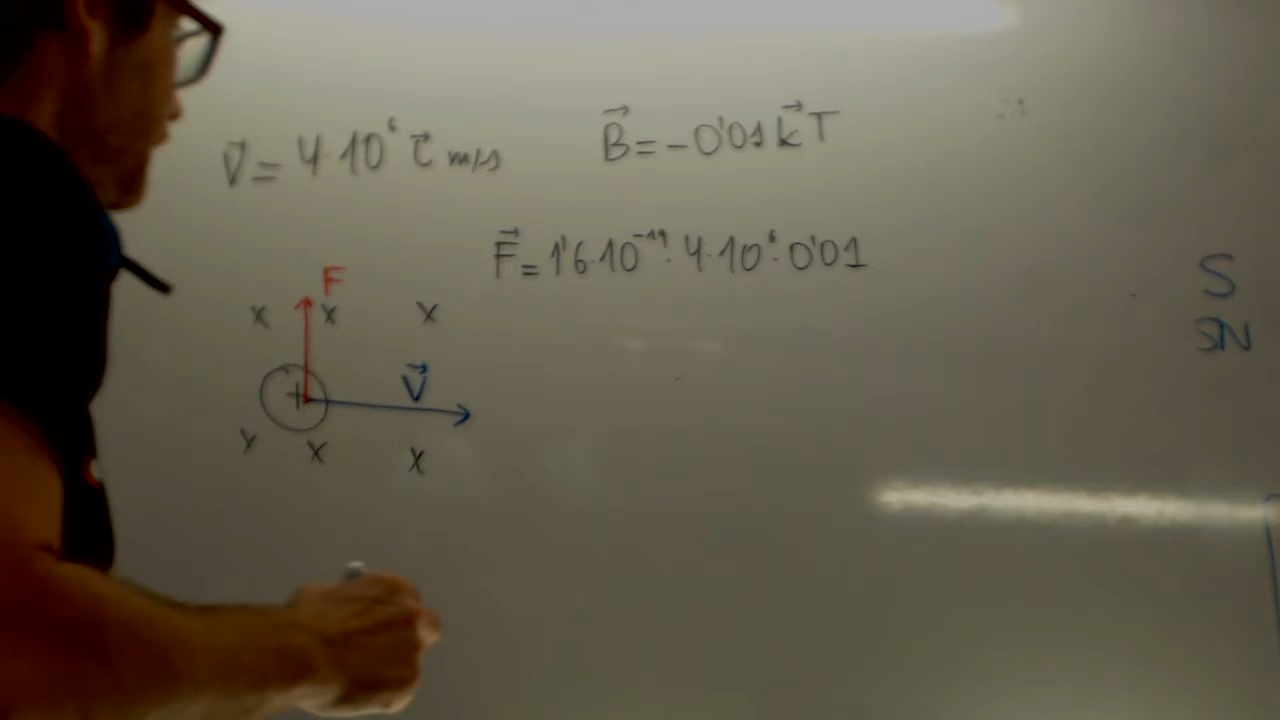 V⃗ = 4·10⁶ i⃗ m/s
B⃗ = -0'01 k⃗ T
F⃗ = 1'6·10⁻¹⁹·4·10⁶·0'01
S
SN
F
x x x
+
V⃗
x x x